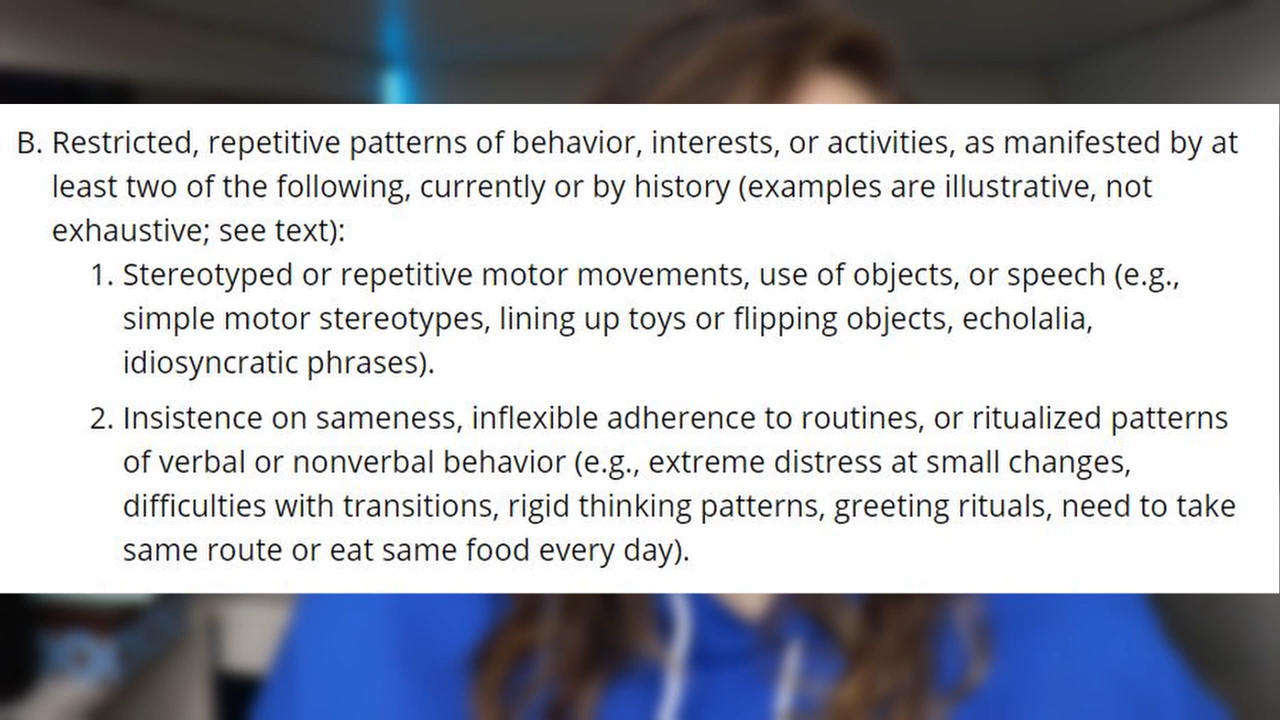 B. Restricted, repetitive patterns of behavior, interests, or activities, as manifested by at
least two of the following, currently or by history (examples are illustrative, not
exhaustive; see text):
1. Stereotyped or repetitive motor movements, use of objects, or speech (e.g.,
simple motor stereotypes, lining up toys or flipping objects, echolalia,
idiosyncratic phrases).
2. Insistence on sameness, inflexible adherence to routines, or ritualized patterns
of verbal or nonverbal behavior (e.g., extreme distress at small changes,
difficulties with transitions, rigid thinking patterns, greeting rituals, need to take
same route or eat same food every day).